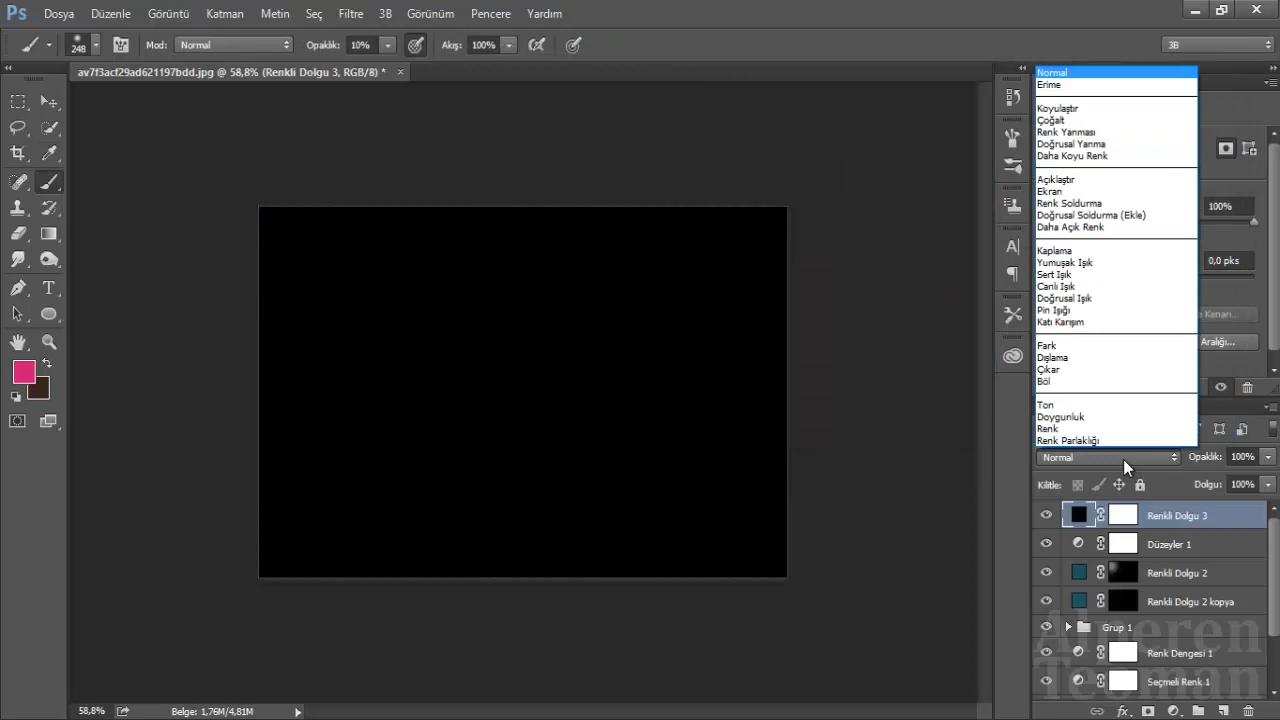 Ps Dosya Düzenle Görüntü Katman Metin Seç Filtre 3B Görünüm Pencere Yardım
248 Mod: Normal Opaklik: 10% Akış: 100% 3B
av7f3acf29ad621197bdd.jpg @ 58,8% (Renkli Dolgu 3, RGB/8) *
Normal
Erime
Koyulaştır
Çoğalt
Renk Yanması
Doğrusal Yanma
Daha Koyu Renk
Açıklaştır
Ekran
Renk Soldurma
Doğrusal Soldurma (Ekle)
Daha Açık Renk
Kaplama
Yumuşak Işık
Sert Işık
Canlı Işık
Doğrusal Işık
Pin Işığı
Katı Karışım
Fark
Dışlama
Çıkar
Böl
Ton
Doygunluk
Renk
Renk Parlaklığı
100%
0,0 pks
Kenarı...
Aralığı...
Normal Opaklık: 100%
Kilitle: Dolgu: 100%
Renkli Dolgu 3
Düzeyler 1
Renkli Dolgu 2
Renkli Dolgu 2 kopya
Grup 1
Renk Dengesi 1
Seçmeli Renk 1
Alperen
Teoman
58,8% Belge: 1,76M/4,81M